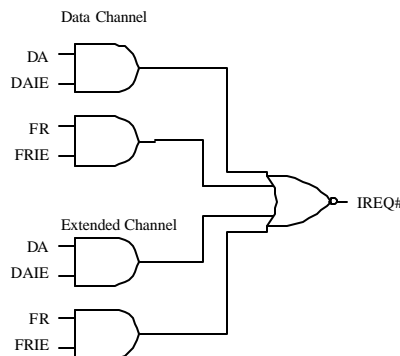 Data Channel
DA
DAIE
FR
FRIE
IREQ#
Extended Channel
DA
DAIE
FR
FRIE